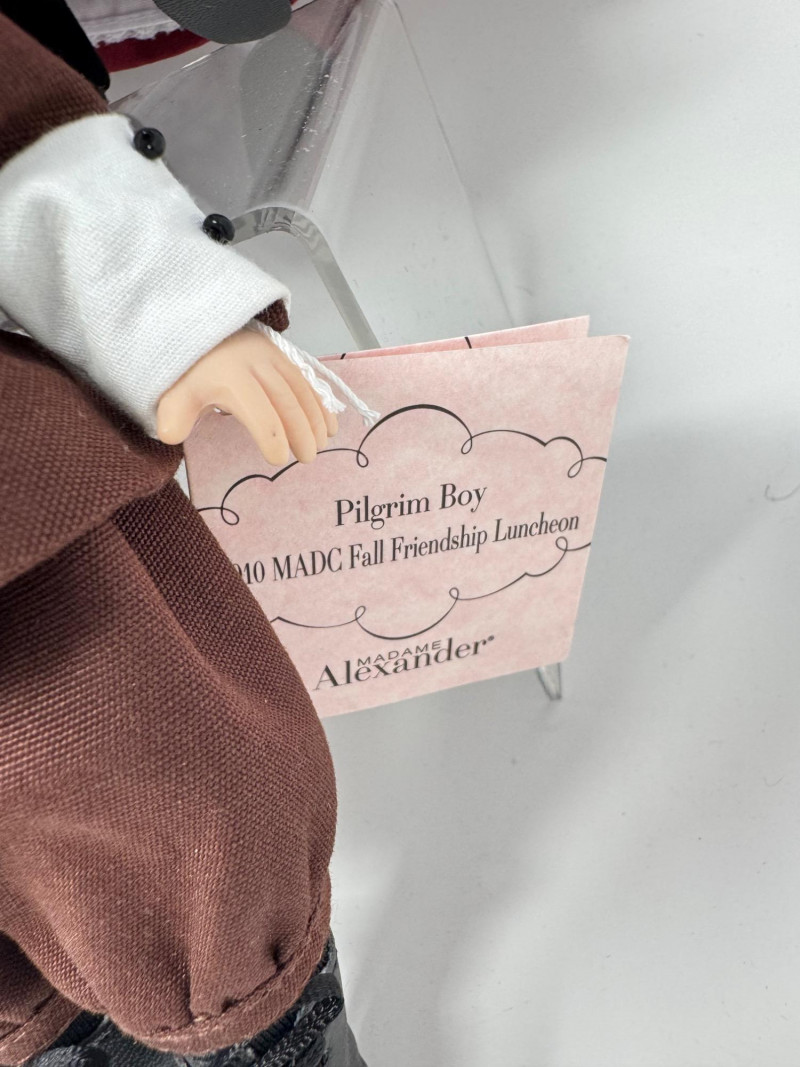 Pilgrim Boy
010 MADC Fall Friendship Luncheon
MADAME
Alexander®